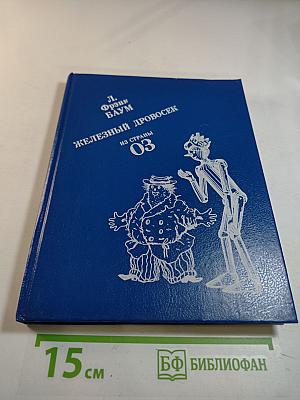 Л.
Фрэнк
БАУМ
ЖЕЛЕЗНЫЙ ДРОВОСЕК
ИЗ СТРАНЫ
ОЗ
15 см
БФ БИБЛИОФАН